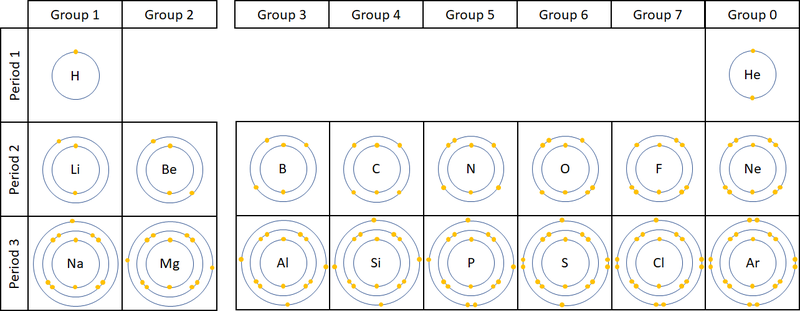 Group 1 Group 2 Group 3 Group 4 Group 5 Group 6 Group 7 Group 0
Period 1
H He
Period 2
Li Be B C N O F Ne
Period 3
Na Mg Al Si P S Cl Ar